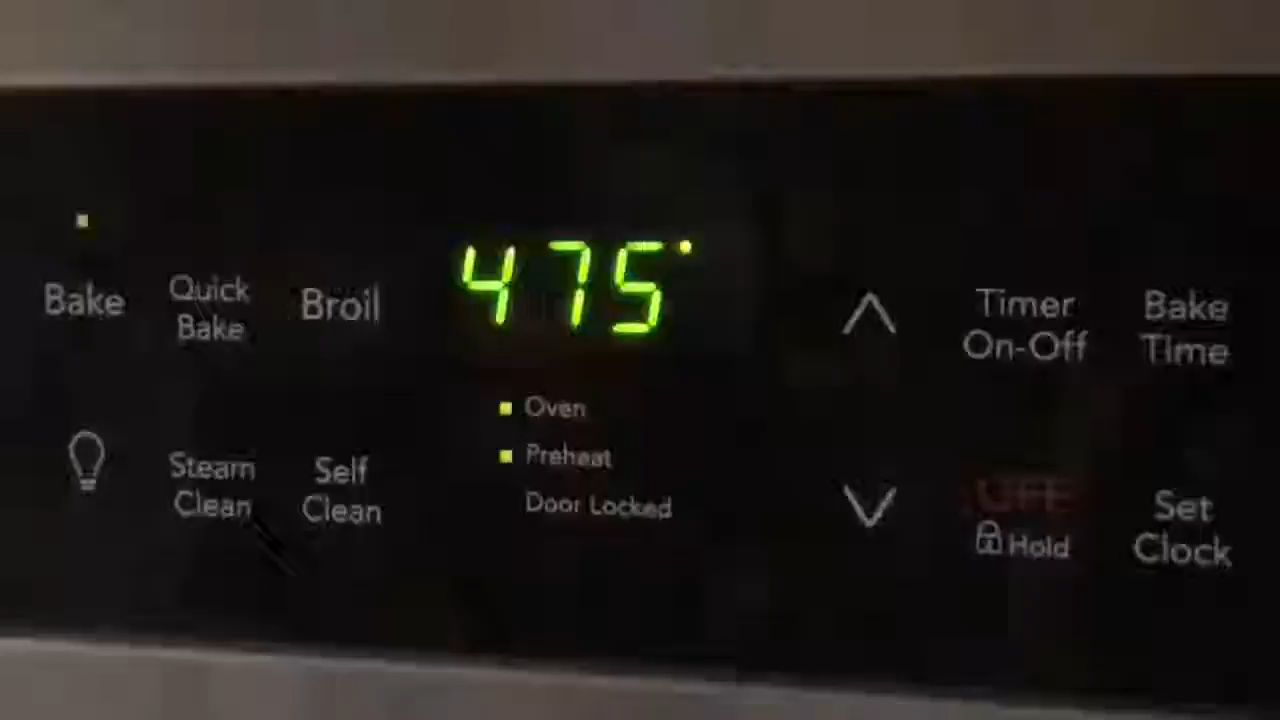 475°
Bake
Quick
Bake
Broil
Timer
On-Off
Bake
Time
Oven
Preheat
Door Locked
Steam
Clean
Self
Clean
OFF
Hold
Set
Clock